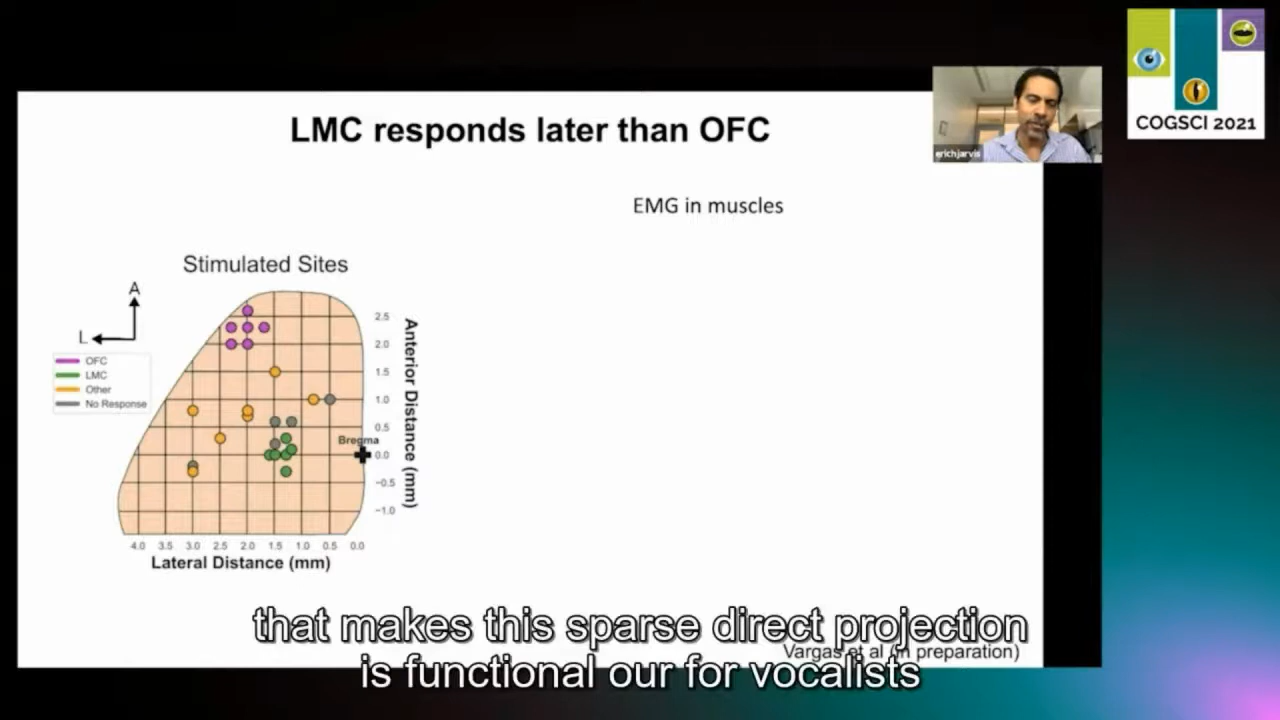 COGSCI 2021
erichjarvis
LMC responds later than OFC
EMG in muscles
Stimulated Sites
A
L
OFC
LMC
Other
No Response
Bregma
2.5
2.0
1.5
1.0
0.5
0.0
−0.5
−1.0
Anterior Distance (mm)
4.0 3.5 3.0 2.5 2.0 1.5 1.0 0.5 0.0
Lateral Distance (mm)
Vargas et al (in preparation)
that makes this sparse direct projection
is functional our for vocalists